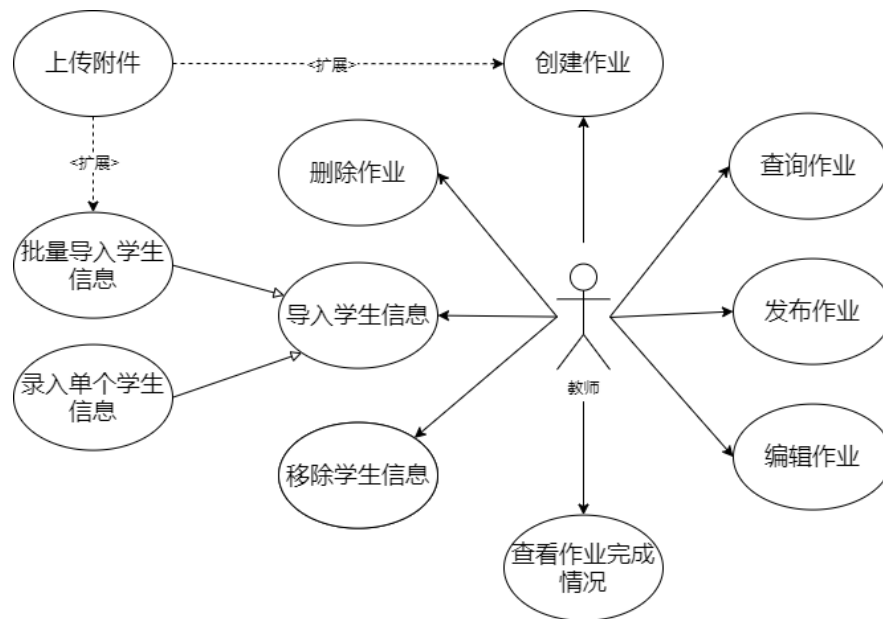 上传附件
<扩展>
创建作业
<扩展>
删除作业
查询作业
批量导入学生
信息
导入学生信息
发布作业
录入单个学生
信息
教师
移除学生信息
编辑作业
查看作业完成
情况